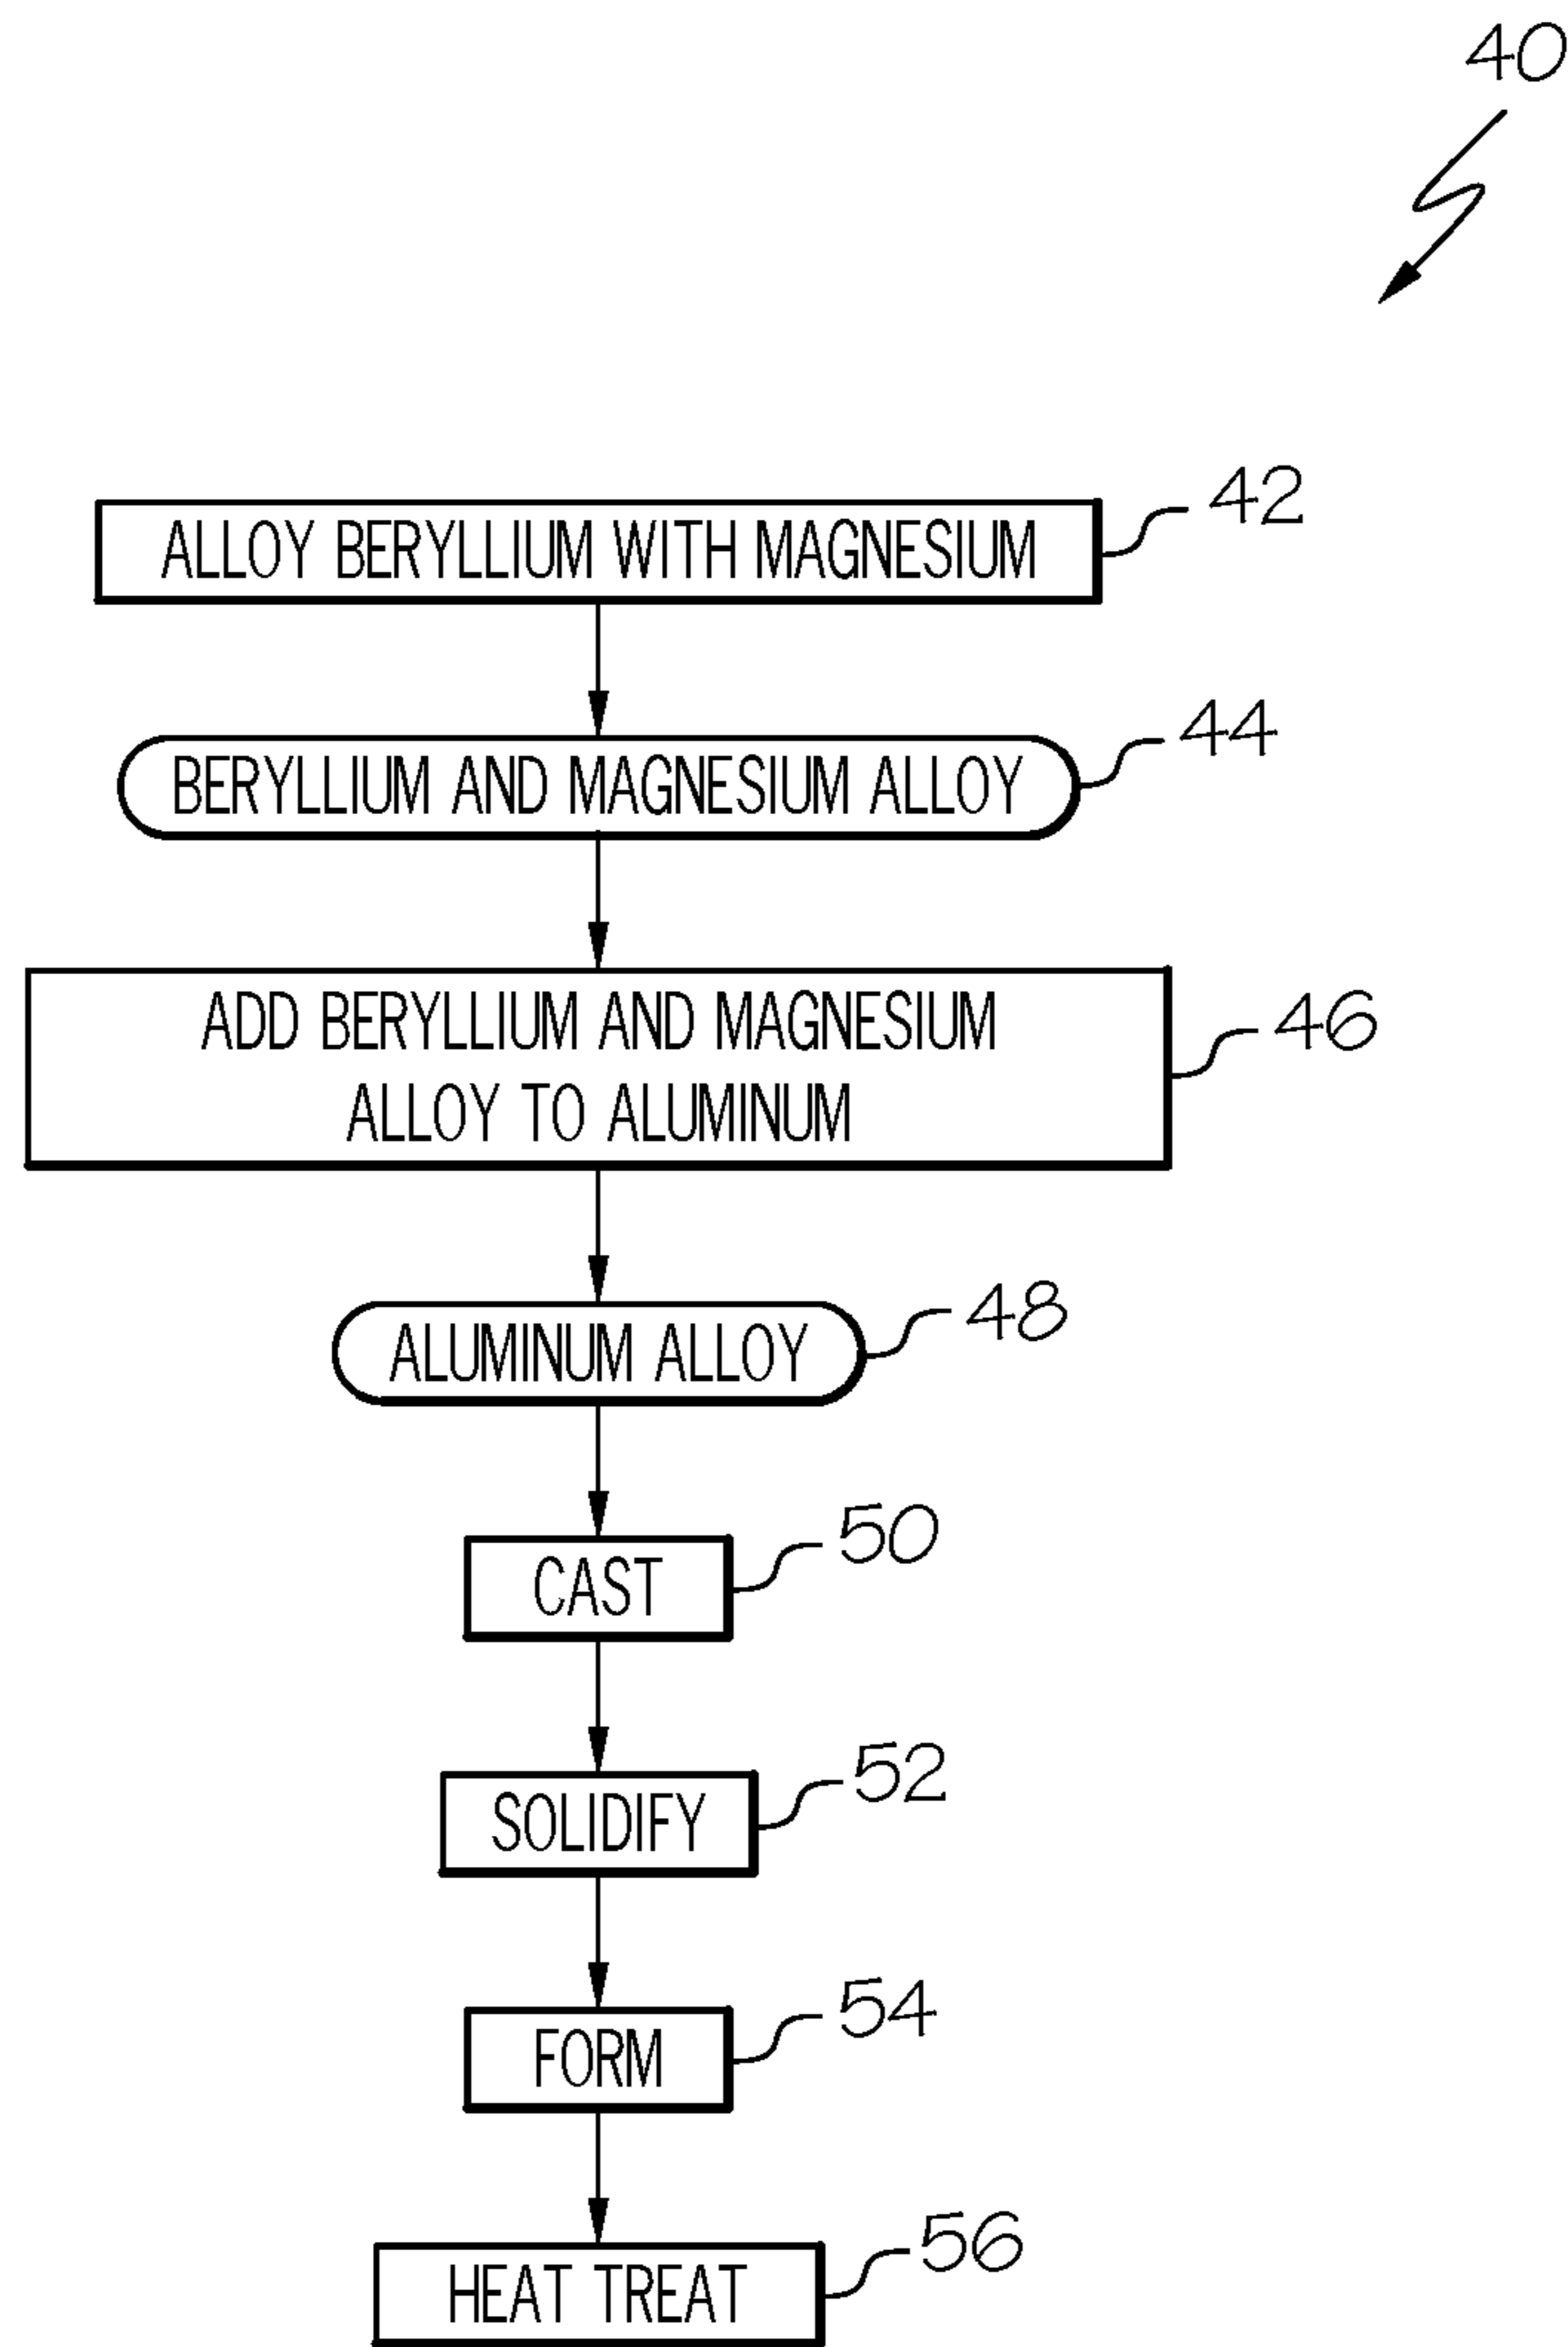 40
ALLOY BERYLLIUM WITH MAGNESIUM
42
BERYLLIUM AND MAGNESIUM ALLOY
44
ADD BERYLLIUM AND MAGNESIUM
ALLOY TO ALUMINUM
46
ALUMINUM ALLOY
48
CAST
50
SOLIDIFY
52
FORM
54
HEAT TREAT
56